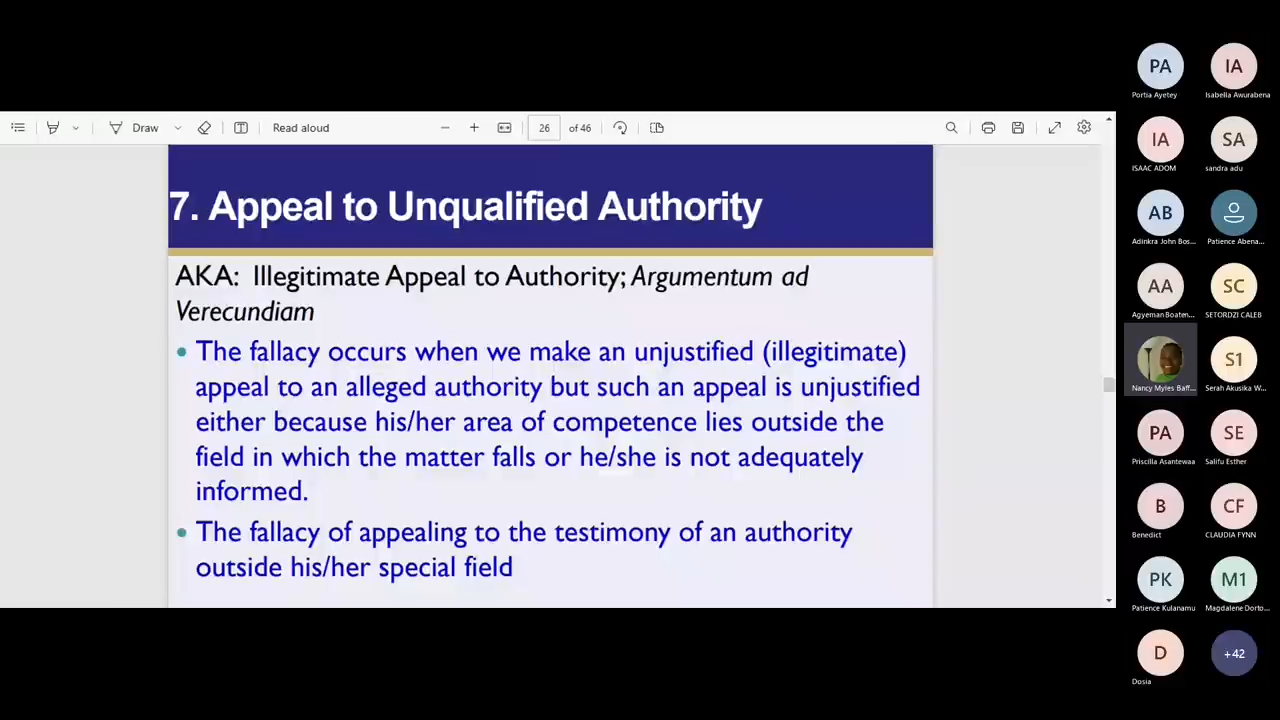 PA
IA
Portia Ayetey
Isabella Awurabena
Draw
Read aloud
26
of 46
IA
SA
ISAAC ADOM
sandra adu
7. Appeal to Unqualified Authority
AB
Adinkra John Bos...
Patience Abena...
AKA: Illegitimate Appeal to Authority; Argumentum ad
Verecundiam
AA
SC
Agyeman Boaten...
SETORDZI CALEB
• The fallacy occurs when we make an unjustified (illegitimate)
appeal to an alleged authority but such an appeal is unjustified
either because his/her area of competence lies outside the
field in which the matter falls or he/she is not adequately
informed.
• The fallacy of appealing to the testimony of an authority
outside his/her special field
S1
Nancy Myles Baff...
Serah Akusika W...
PA
SE
Priscilla Asantewaa
Salifu Esther
B
CF
Benedict
CLAUDIA FYNN
PK
M1
Patience Kulanamu
Magdalene Dorto...
D
+42
Dosia